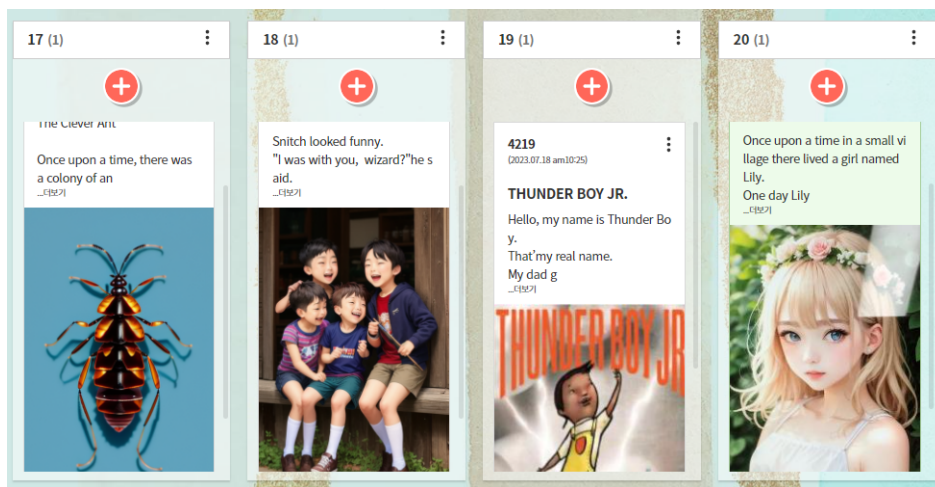 17 (1)
The Clever Ant
Once upon a time, there was
a colony of an
...더보기
18 (1)
Snitch looked funny.
"I was with you,  wizard?"he s
aid.
...더보기
19 (1)
4219
(2023.07.18 am10:25)
THUNDER BOY JR.
Hello, my name is Thunder Bo
y.
That'my real name.
My dad g
...더보기
THUNDER BOY JR
20 (1)
Once upon a time in a small vi
llage there lived a girl named
Lily.
One day Lily
...더보기